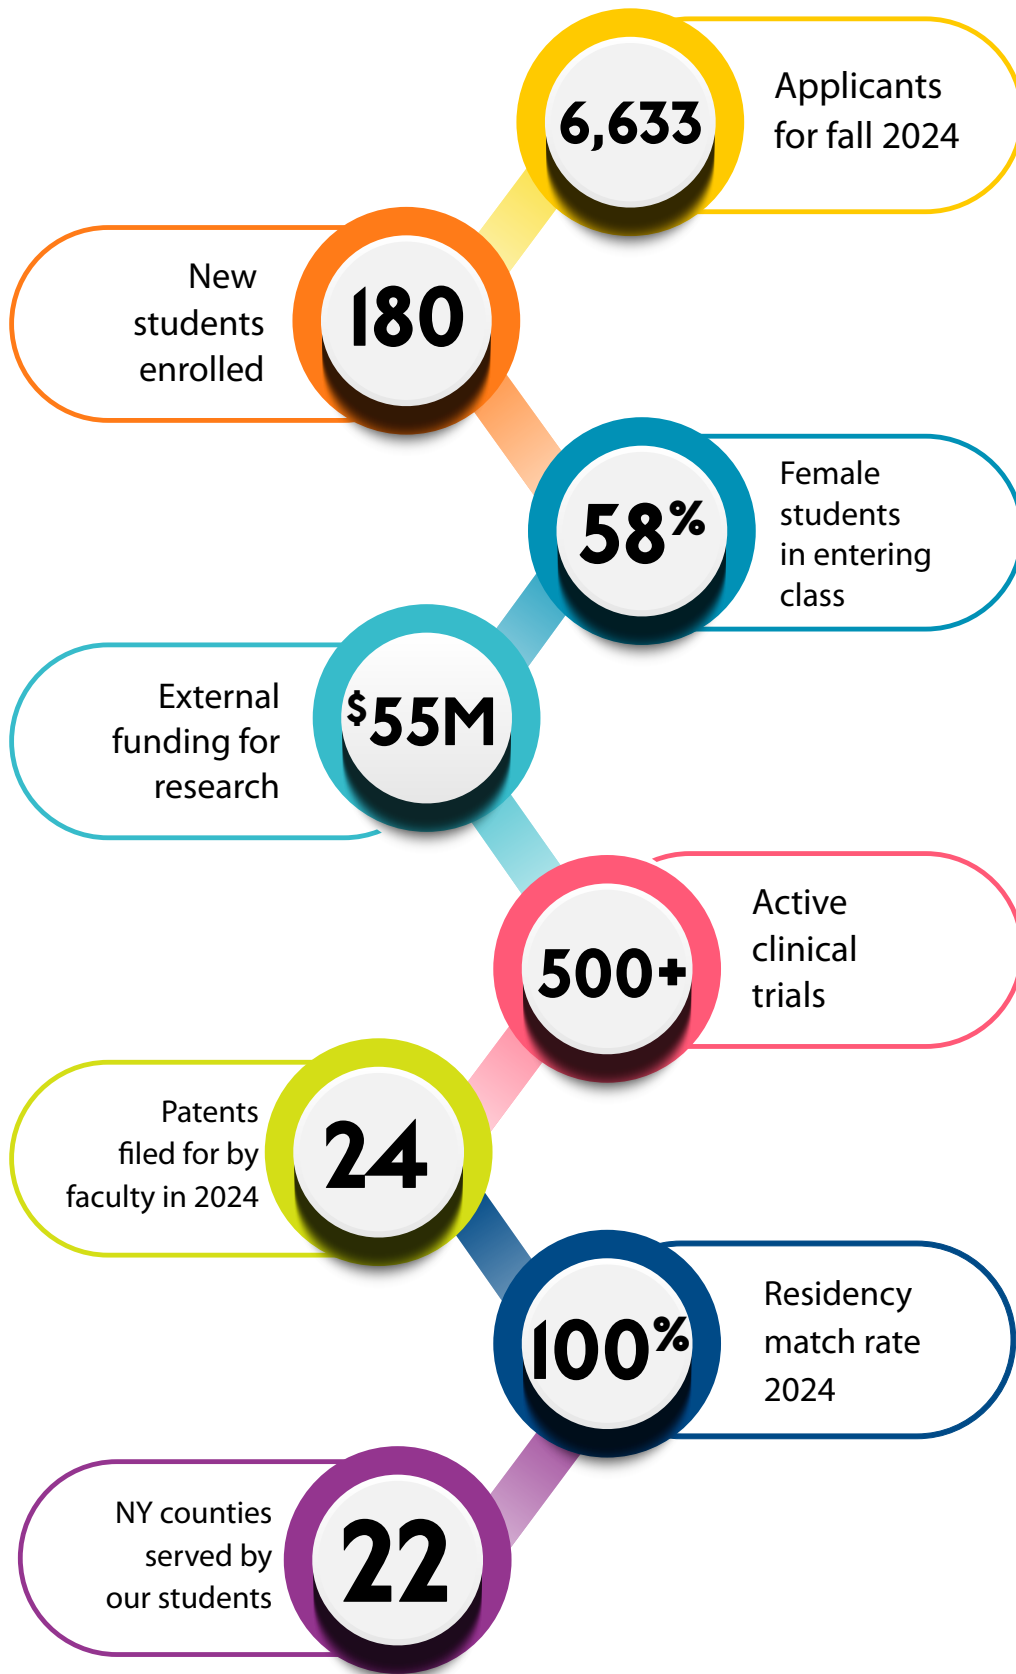 6,633
Applicants
for fall 2024
New
students
enrolled
180
58%
Female
students
in entering
class
External
funding for
research
$55M
500+
Active
clinical
trials
Patents
filed for by
faculty in 2024
24
100%
Residency
match rate
2024
NY counties
served by
our students
22